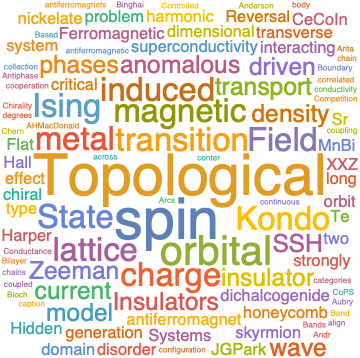 antiferromagnets Based Binghai Controlled Anderson body
nickelate problem harmonic Reversal CeCoIn
Ferromagnetic dimensional transverse Arita
system superconductivity interacting chain
Antiphase critical antiferromagnetic Boundary
cooperation phases anomalous driven correlated
collection Ising induced transport conductivity
Chirality degrees magnetic density Sr Competition
AHMacDonald metal transition Field coupling
Flat MnBi
Chern across Topological center XXZ
Hall long
effect State spin Kondo Arcs continuous orbit
chiral Te
type lattice orbital SSH two
Harper strongly
Conductance Zeeman charge insulator categories
Bilayer current Insulators dichalcogenide CoPS
chains coupled model honeycomb Aubry
Bloch caption antiferromagnet Band
Hidden generation Systems skyrmion Bands align
domain disorder configuration JGPark wave Andr